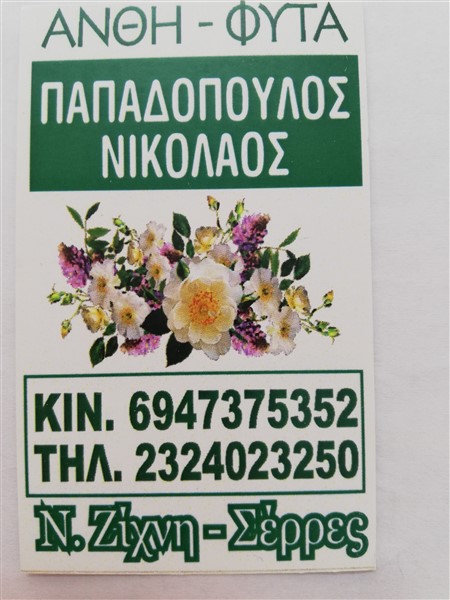 ΑΝΘΗ - ΦΥΤΑ
ΠΑΠΑΔΟΠΟΥΛΟΣ
ΝΙΚΟΛΑΟΣ
ΚΙΝ. 6947375352
ΤΗΛ. 2324023250
Ν. Ζίχνη - Σέρρες